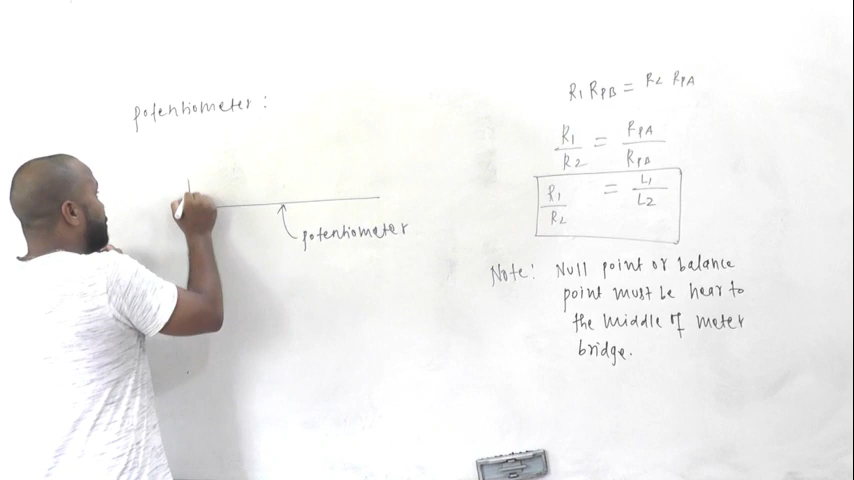 potentiometer :
potentiometer
R1 RPB = R2 RPA
R1/R2 = RPA/RPB
R1/R2 = L1/L2
Note: Null point or balance
point must be near to
the middle of meter
bridge.